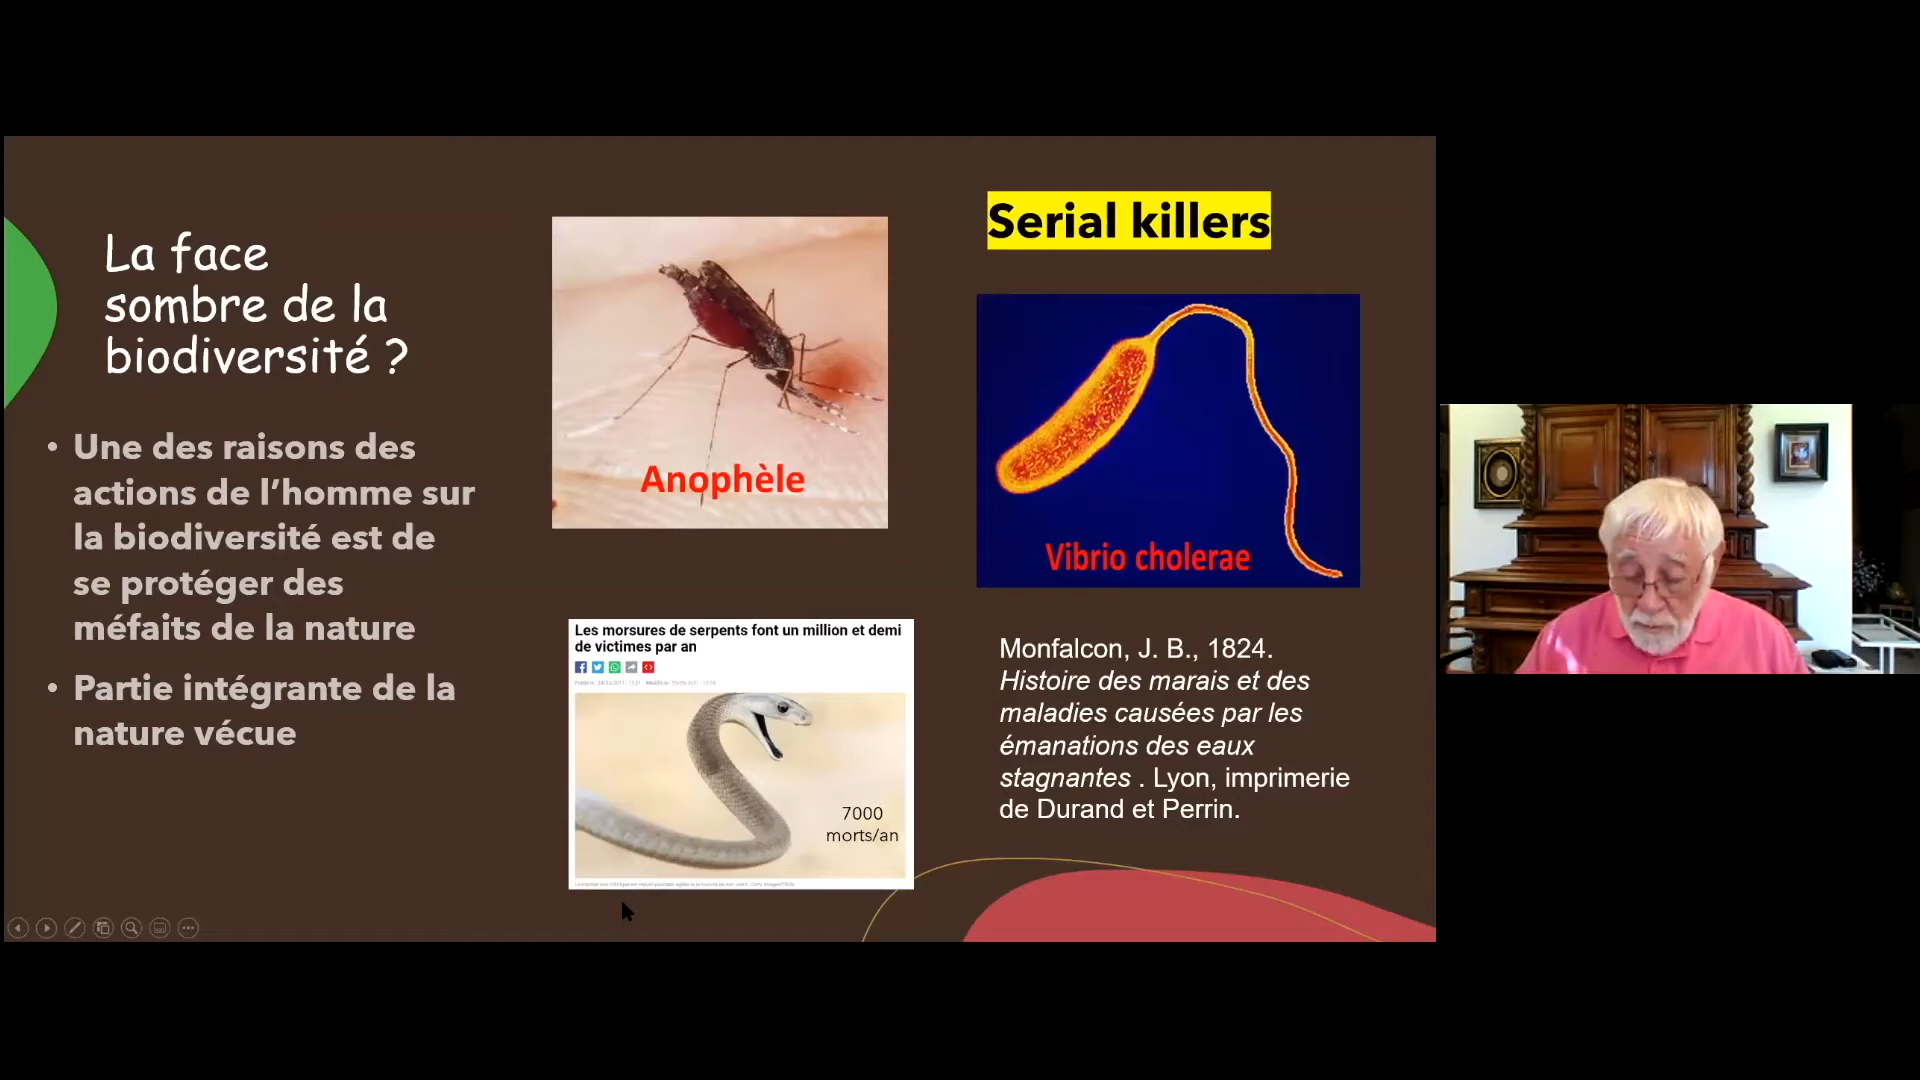 La face
sombre de la
biodiversité ?
• Une des raisons des
actions de l’homme sur
la biodiversité est de
se protéger des
méfaits de la nature
• Partie intégrante de la
nature vécue
Anophèle
Les morsures de serpents font un million et demi
de victimes par an
7000
morts/an
Serial killers
Vibrio cholerae
Monfalcon, J. B., 1824.
Histoire des marais et des
maladies causées par les
émanations des eaux
stagnantes . Lyon, imprimerie
de Durand et Perrin.